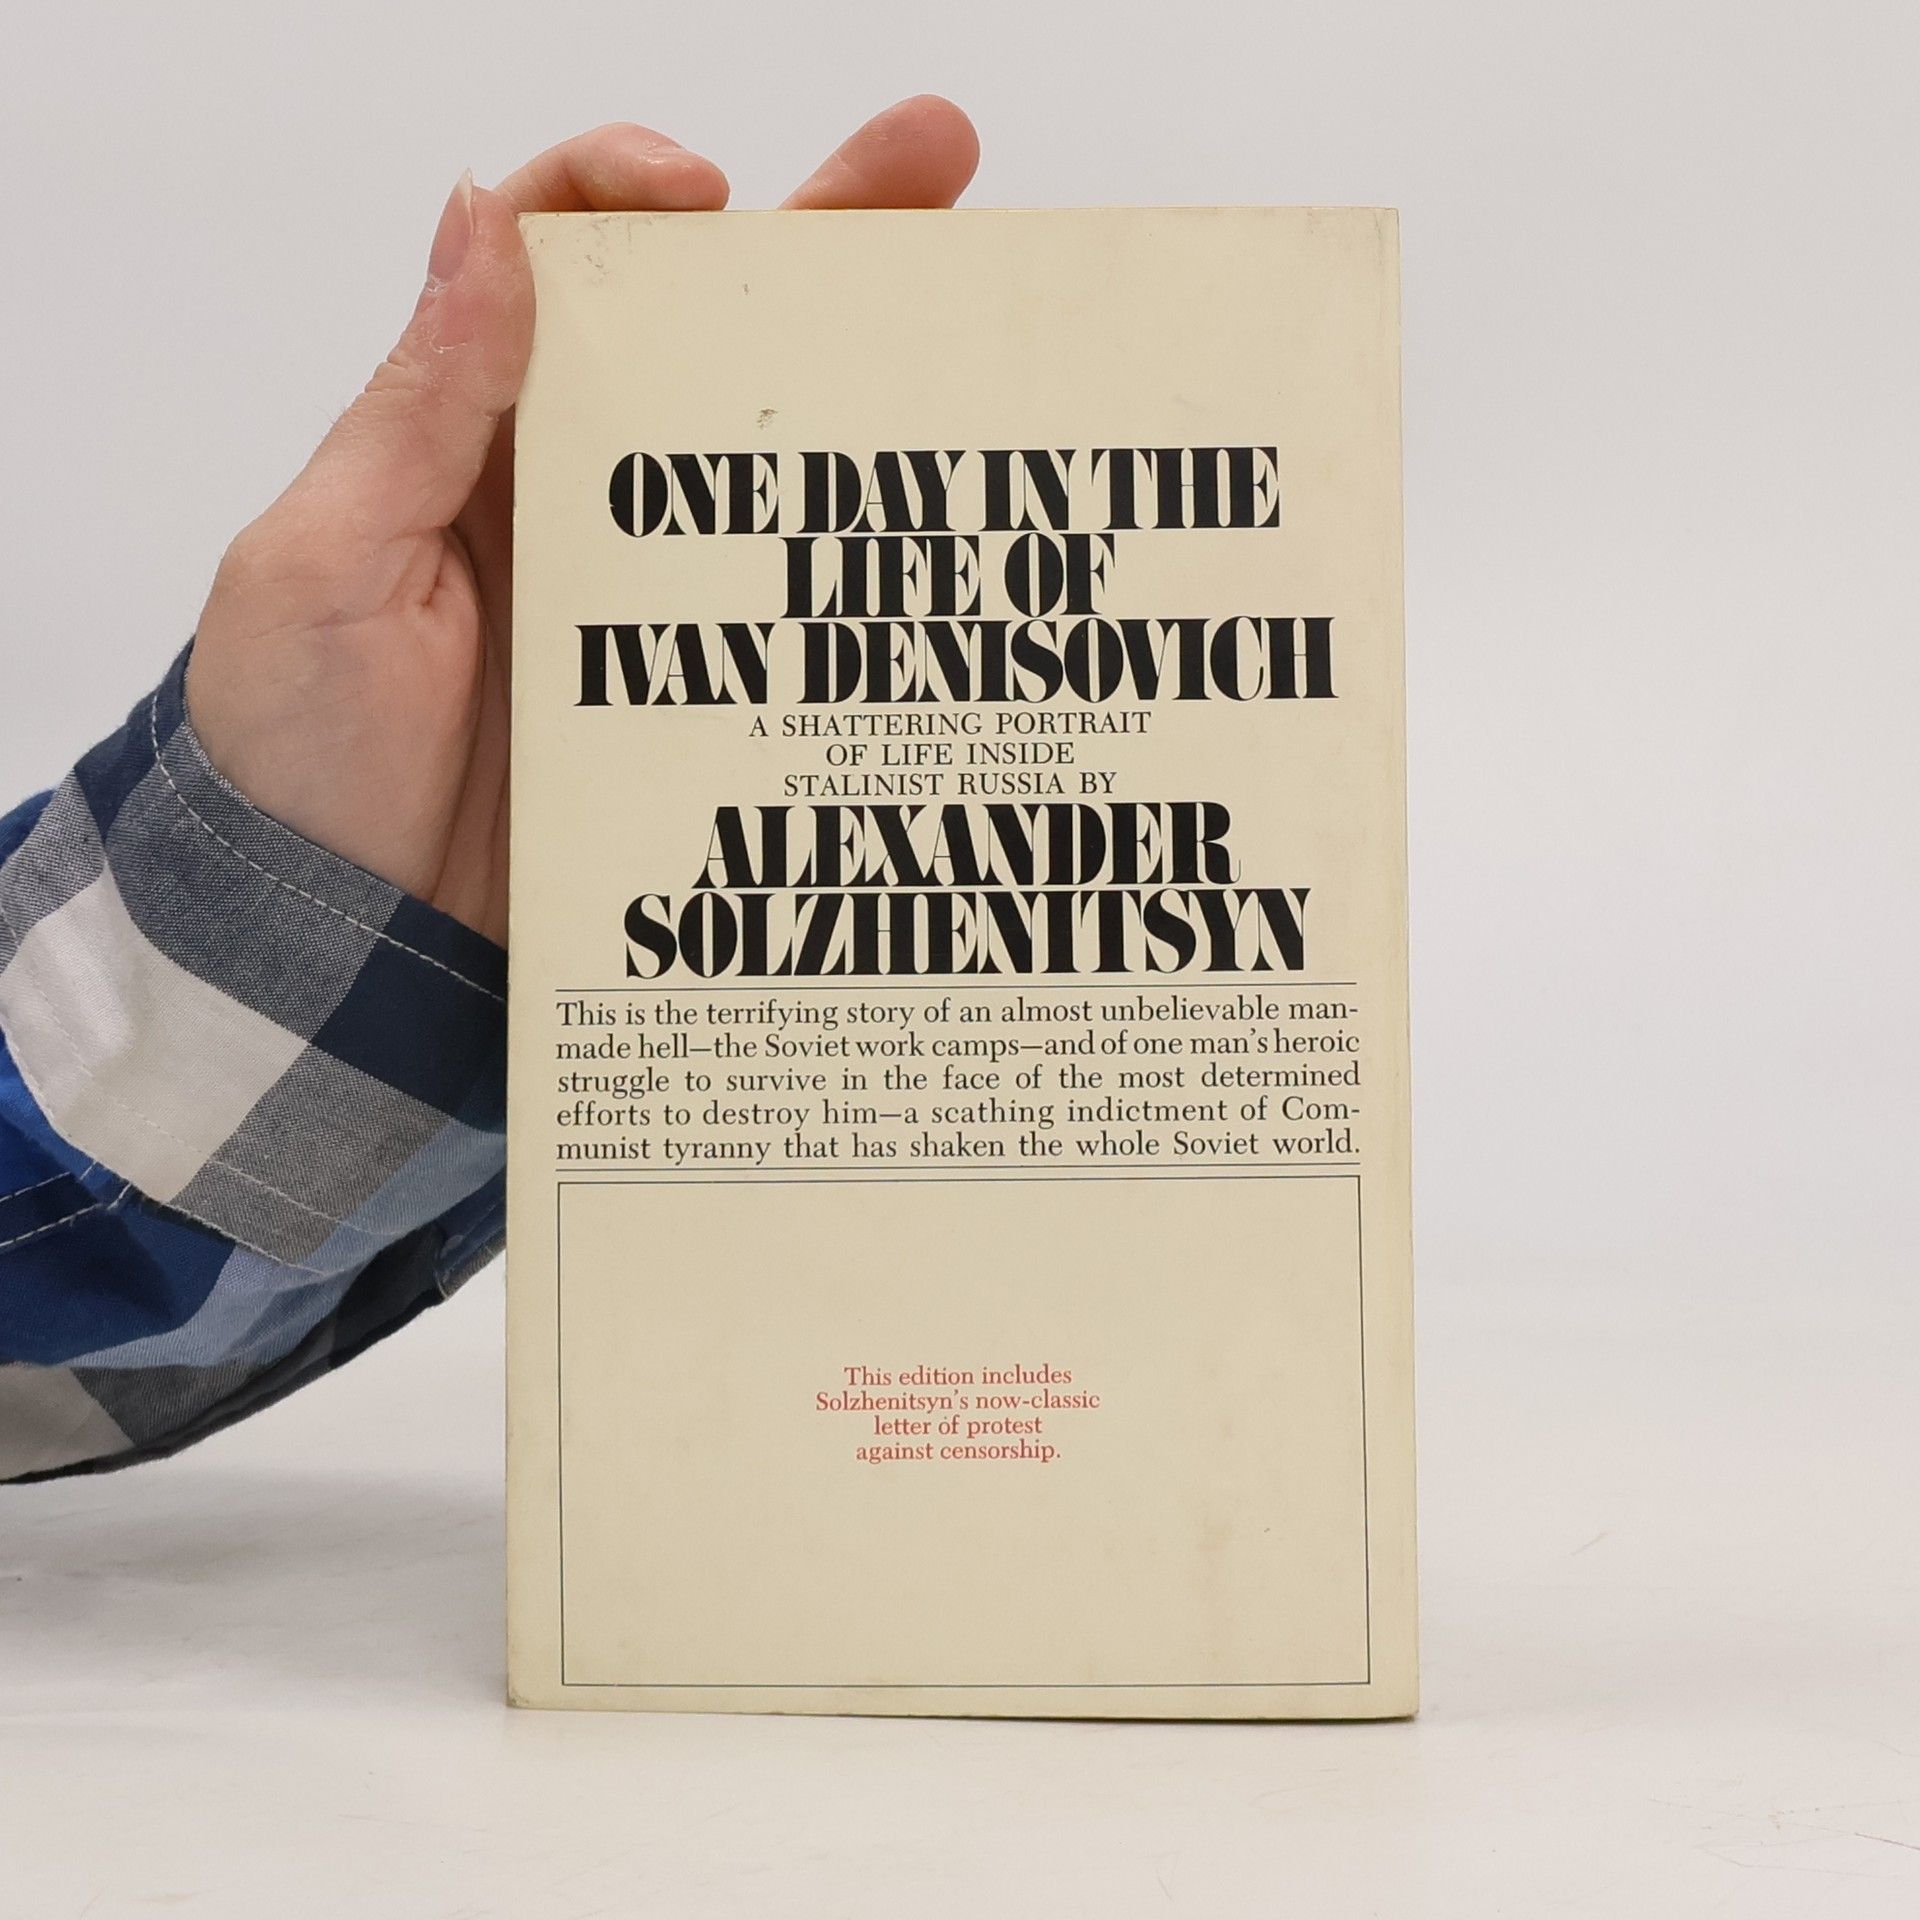 ONE DAY IN THE
LIFE OF
IVAN DENISOVICH
A SHATTERING PORTRAIT
OF LIFE INSIDE
STALINIST RUSSIA BY
ALEXANDER
SOLZHENITSYN
This is the terrifying story of an almost unbelievable man-
made hell—the Soviet work camps—and of one man's heroic
struggle to survive in the face of the most determined
efforts to destroy him—a scathing indictment of Com-
munist tyranny that has shaken the whole Soviet world.
This edition includes
Solzhenitsyn's now-classic
letter of protest
against censorship.